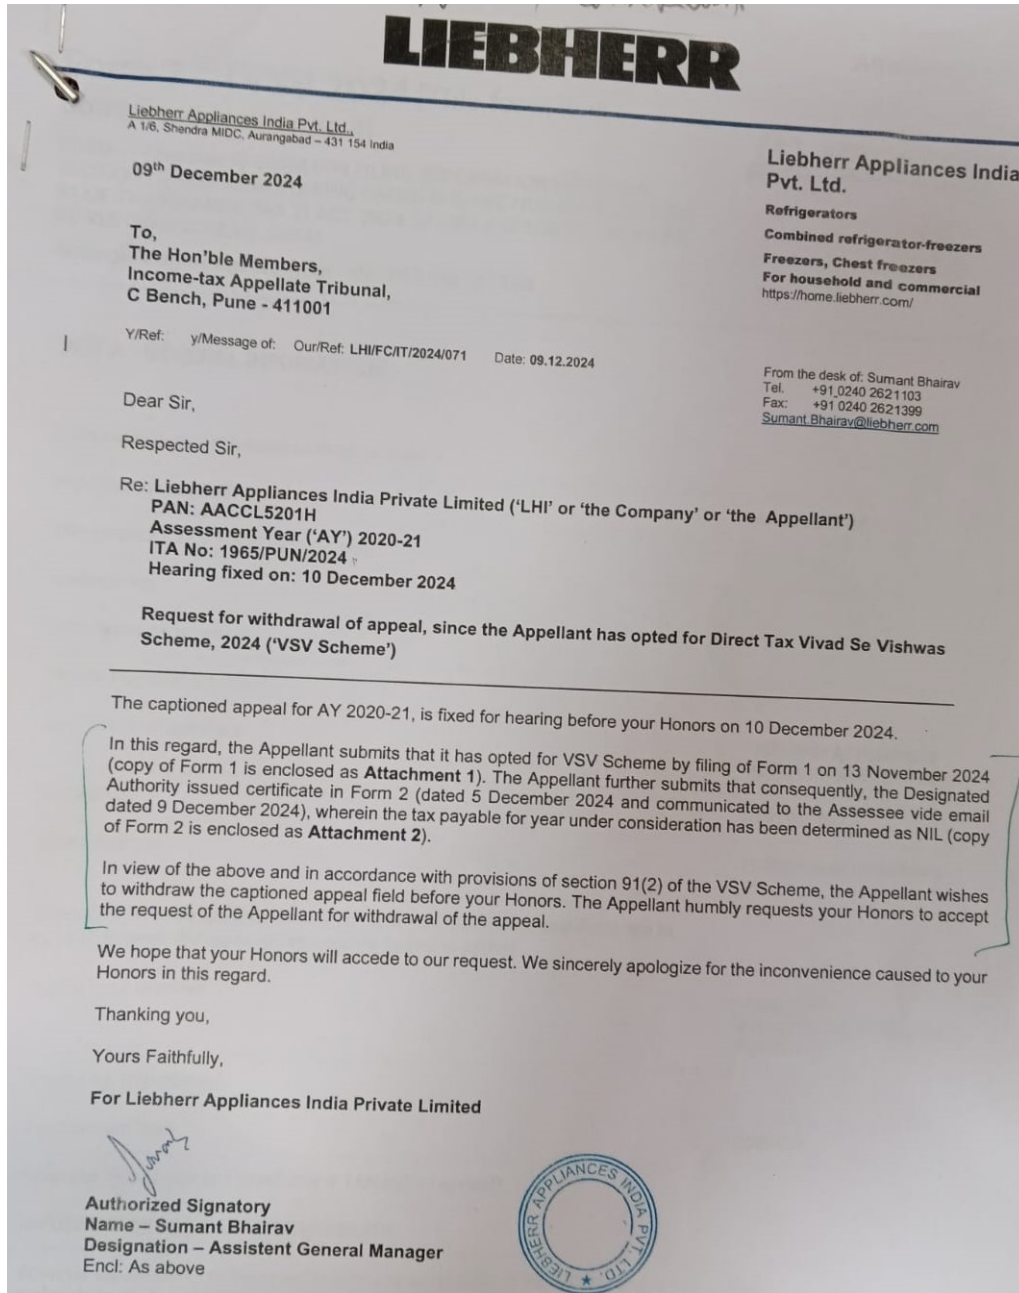 LIEBHERR
Liebherr Appliances India Pvt. Ltd.,
A 1/6, Shendra MIDC, Aurangabad – 431 154 India
09th December 2024
Liebherr Appliances India
Pvt. Ltd.
Refrigerators
Combined refrigerator-freezers
Freezers, Chest freezers
For household and commercial
https://home.liebherr.com/
To,
The Hon'ble Members,
Income-tax Appellate Tribunal,
C Bench, Pune - 411001
Y/Ref: y/Message of: Our/Ref: LHI/FC/IT/2024/071 Date: 09.12.2024
From the desk of: Sumant Bhairav
Tel. +91 0240 2621103
Fax: +91 0240 2621399
Sumant.Bhairav@liebherr.com
Dear Sir,
Respected Sir,
Re: Liebherr Appliances India Private Limited ('LHI' or 'the Company' or 'the Appellant')
PAN: AACCL5201H
Assessment Year ('AY') 2020-21
ITA No: 1965/PUN/2024
Hearing fixed on: 10 December 2024
Request for withdrawal of appeal, since the Appellant has opted for Direct Tax Vivad Se Vishwas
Scheme, 2024 ('VSV Scheme')
The captioned appeal for AY 2020-21, is fixed for hearing before your Honors on 10 December 2024.
In this regard, the Appellant submits that it has opted for VSV Scheme by filing of Form 1 on 13 November 2024
(copy of Form 1 is enclosed as Attachment 1). The Appellant further submits that consequently, the Designated
Authority issued certificate in Form 2 (dated 5 December 2024 and communicated to the Assessee vide email
dated 9 December 2024), wherein the tax payable for year under consideration has been determined as NIL (copy
of Form 2 is enclosed as Attachment 2).
In view of the above and in accordance with provisions of section 91(2) of the VSV Scheme, the Appellant wishes
to withdraw the captioned appeal field before your Honors. The Appellant humbly requests your Honors to accept
the request of the Appellant for withdrawal of the appeal.
We hope that your Honors will accede to our request. We sincerely apologize for the inconvenience caused to your
Honors in this regard.
Thanking you,
Yours Faithfully,
For Liebherr Appliances India Private Limited
Authorized Signatory
Name – Sumant Bhairav
Designation – Assistent General Manager
Encl: As above
LIEBHERR APPLIANCES INDIA PVT. LTD.